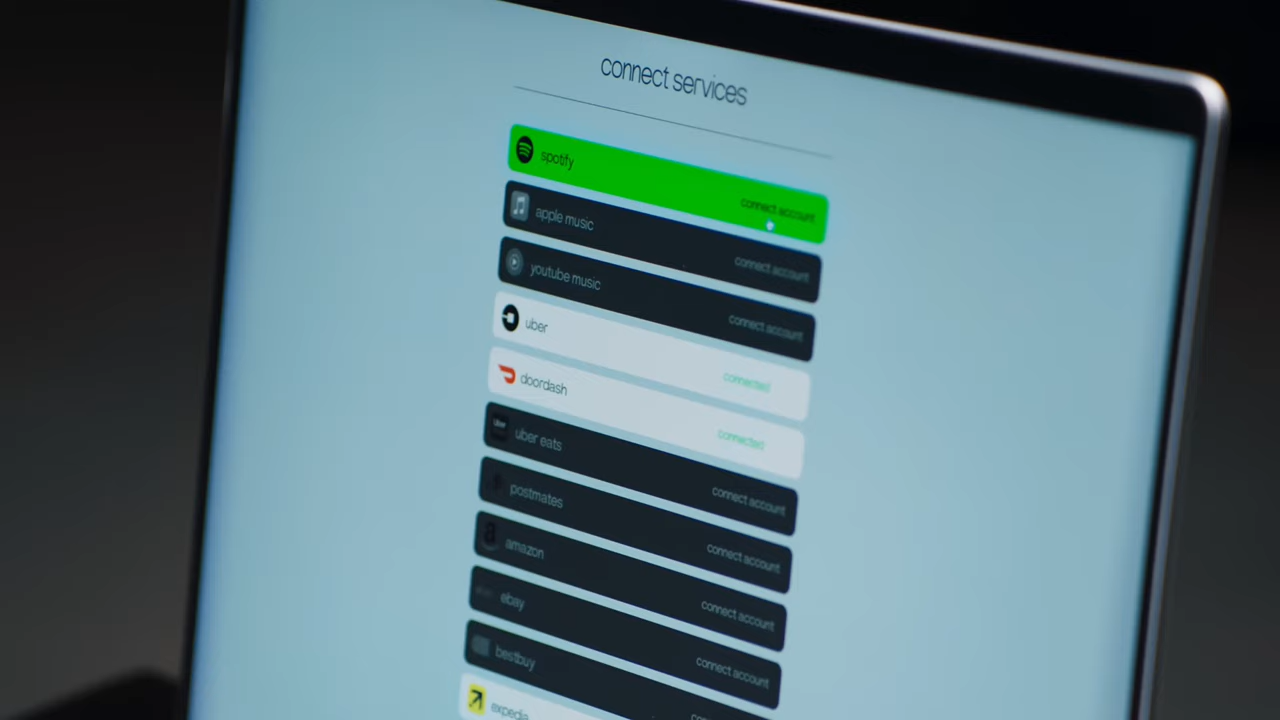 connect services
spotify connect account
apple music connect account
youtube music connect account
uber connected
doordash connected
uber eats connect account
postmates connect account
amazon connect account
ebay connect account
bestbuy
expedia